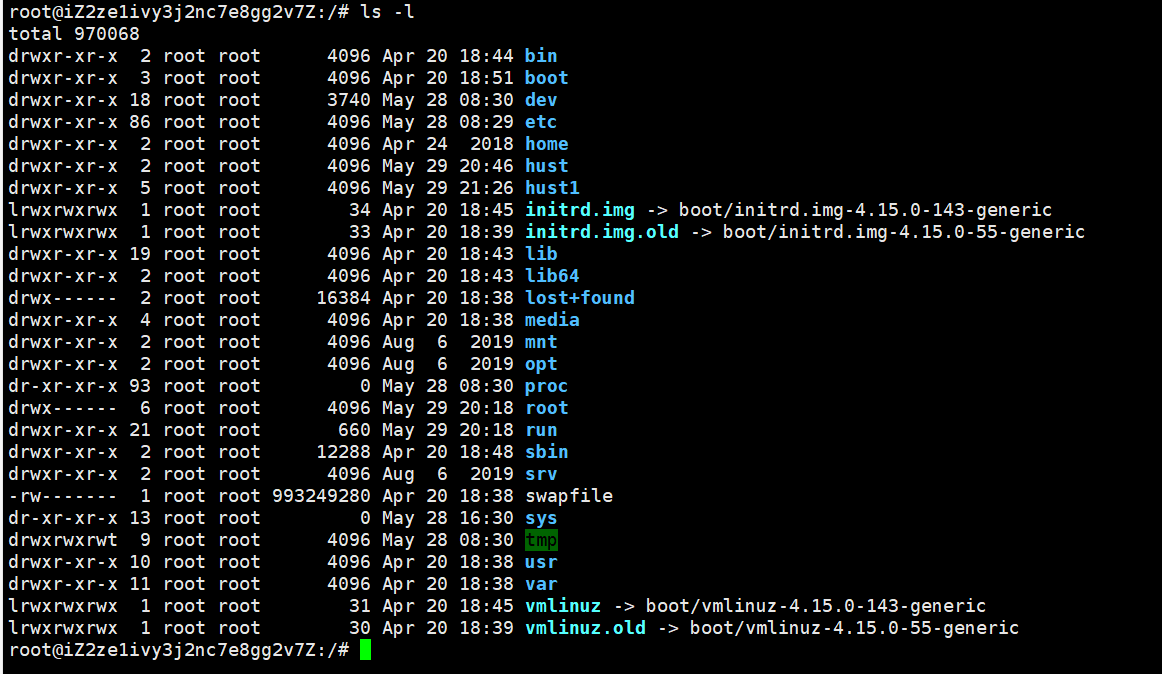 root@iZ2ze1ivy3j2nc7e8gg2v7Z:/# ls -l
total 970068
drwxr-xr-x  2 root root      4096 Apr 20 18:44 bin
drwxr-xr-x  3 root root      4096 Apr 20 18:51 boot
drwxr-xr-x 18 root root      3740 May 28 08:30 dev
drwxr-xr-x 86 root root      4096 May 28 08:29 etc
drwxr-xr-x  2 root root      4096 Apr 24  2018 home
drwxr-xr-x  2 root root      4096 May 29 20:46 hust
drwxr-xr-x  5 root root      4096 May 29 21:26 hust1
lrwxrwxrwx  1 root root        34 Apr 20 18:45 initrd.img -> boot/initrd.img-4.15.0-143-generic
lrwxrwxrwx  1 root root        33 Apr 20 18:39 initrd.img.old -> boot/initrd.img-4.15.0-55-generic
drwxr-xr-x 19 root root      4096 Apr 20 18:43 lib
drwxr-xr-x  2 root root      4096 Apr 20 18:43 lib64
drwx------  2 root root     16384 Apr 20 18:38 lost+found
drwxr-xr-x  4 root root      4096 Apr 20 18:38 media
drwxr-xr-x  2 root root      4096 Aug  6  2019 mnt
drwxr-xr-x  2 root root      4096 Aug  6  2019 opt
dr-xr-xr-x 93 root root         0 May 28 08:30 proc
drwx------  6 root root      4096 May 29 20:18 root
drwxr-xr-x 21 root root       660 May 29 20:18 run
drwxr-xr-x  2 root root     12288 Apr 20 18:48 sbin
drwxr-xr-x  2 root root      4096 Aug  6  2019 srv
-rw-------  1 root root 993249280 Apr 20 18:38 swapfile
dr-xr-xr-x 13 root root         0 May 28 16:30 sys
drwxrwxrwt  9 root root      4096 May 28 08:30 tmp
drwxr-xr-x 10 root root      4096 Apr 20 18:38 usr
drwxr-xr-x 11 root root      4096 Apr 20 18:38 var
lrwxrwxrwx  1 root root        31 Apr 20 18:45 vmlinuz -> boot/vmlinuz-4.15.0-143-generic
lrwxrwxrwx  1 root root        30 Apr 20 18:39 vmlinuz.old -> boot/vmlinuz-4.15.0-55-generic
root@iZ2ze1ivy3j2nc7e8gg2v7Z:/#